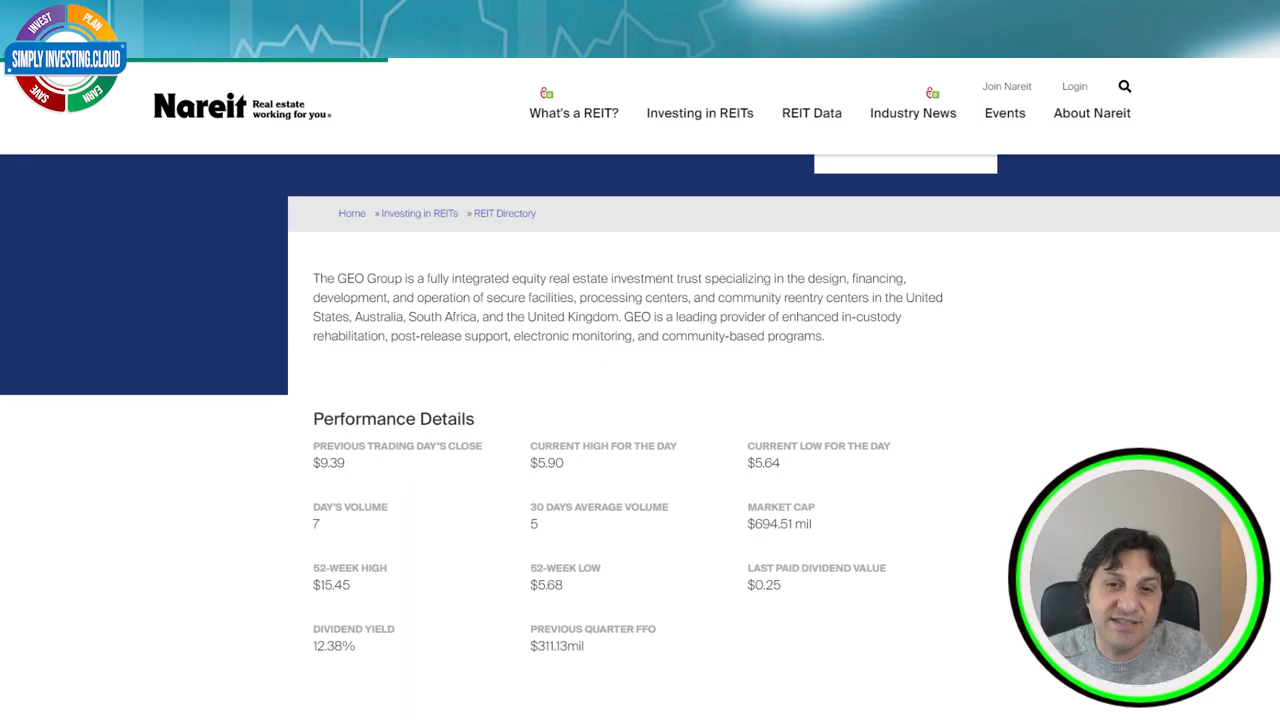 INVEST
PLAN
SIMPLY INVESTING.CLOUD
SAVE
EARN
Nareit
Real estate
working for you®
Join Nareit
Login
What's a REIT?
Investing in REITs
REIT Data
Industry News
Events
About Nareit
Home » Investing in REITs » REIT Directory
The GEO Group is a fully integrated equity real estate investment trust specializing in the design, financing,
development, and operation of secure facilities, processing centers, and community reentry centers in the United
States, Australia, South Africa, and the United Kingdom. GEO is a leading provider of enhanced in-custody
rehabilitation, post-release support, electronic monitoring, and community-based programs.
Performance Details
PREVIOUS TRADING DAY'S CLOSE
$9.39
CURRENT HIGH FOR THE DAY
$5.90
CURRENT LOW FOR THE DAY
$5.64
DAY'S VOLUME
7
30 DAYS AVERAGE VOLUME
5
MARKET CAP
$694.51 mil
52-WEEK HIGH
$15.45
52-WEEK LOW
$5.68
LAST PAID DIVIDEND VALUE
$0.25
DIVIDEND YIELD
12.38%
PREVIOUS QUARTER FFO
$311.13mil